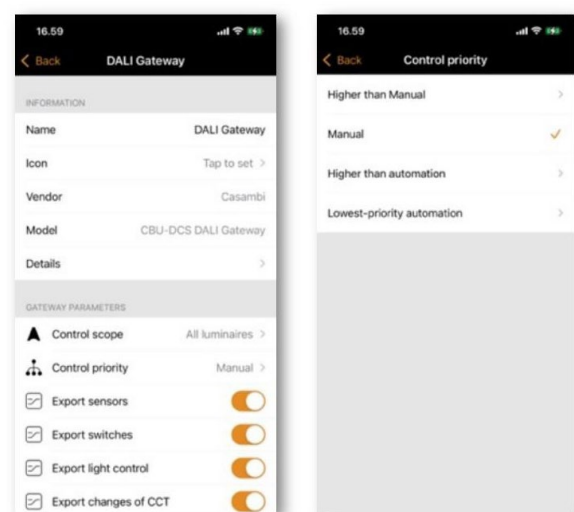 16.59
Back DALI Gateway
INFORMATION
Name DALI Gateway
Icon Tap to set
Vendor Casambi
Model CBU-DCS DALI Gateway
Details
GATEWAY PARAMETERS
Control scope All luminaires
Control priority Manual
Export sensors
Export switches
Export light control
Export changes of CCT
16.59
Back Control priority
Higher than Manual
Manual
Higher than automation
Lowest-priority automation